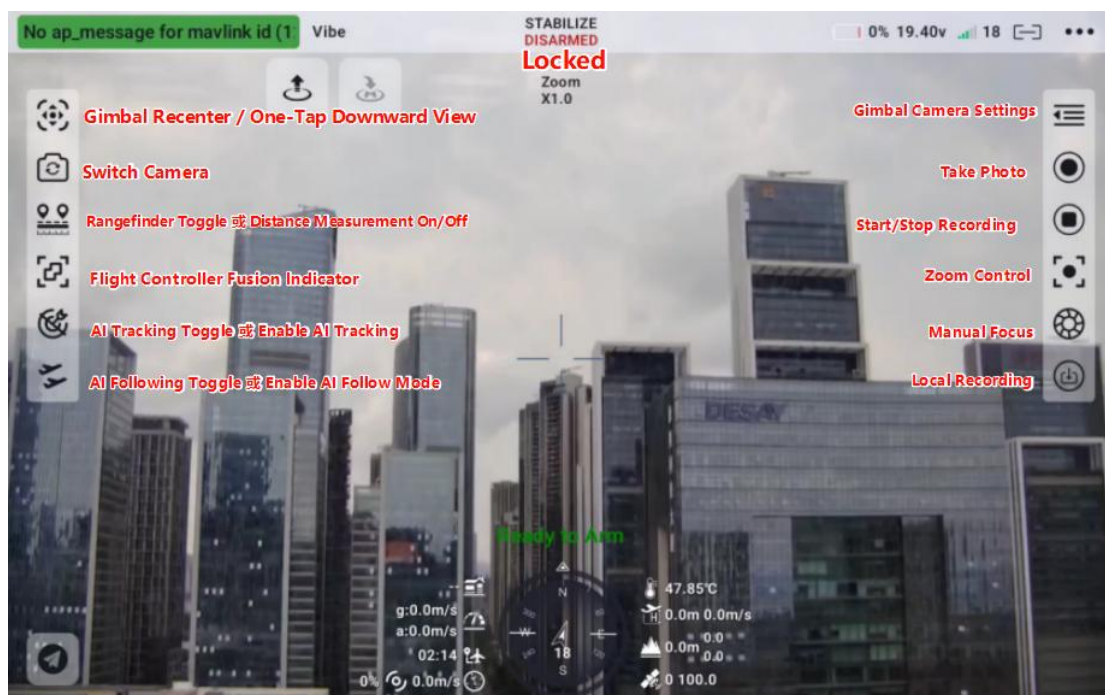 No ap_message for mavlink id (1
Vibe
STABILIZE
DISARMED
Locked
Zoom
X1.0
0% 19.40v 18
Gimbal Recenter / One-Tap Downward View
Switch Camera
Rangefinder Toggle 或 Distance Measurement On/Off
Flight Controller Fusion Indicator
AI Tracking Toggle 或 Enable AI Tracking
AI Following Toggle 或 Enable AI Follow Mode
Gimbal Camera Settings
Take Photo
Start/Stop Recording
Zoom Control
Manual Focus
Local Recording
DESAY
Ready to Arm
--
g:0.0m/s
a:0.0m/s
02:14
0% 0.0m/s
N
W E
18
S
47.85℃
H 0.0m 0.0m/s
0.0m 0.0
0.0
0 100.0